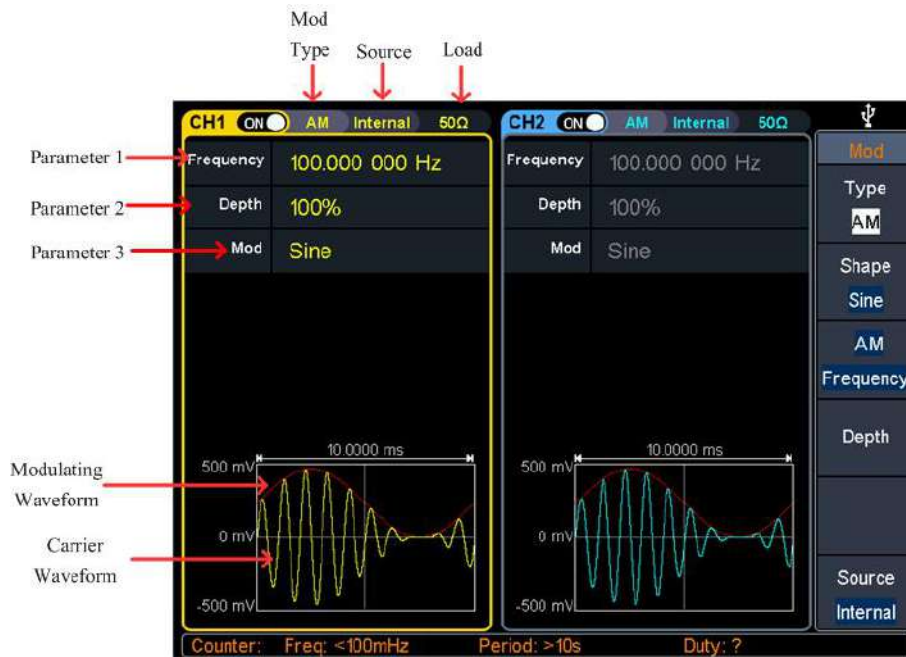 Mod
Type
Source
Load
CH1 ON AM Internal 50Ω
CH2 ON AM Internal 50Ω
Parameter 1
Frequency 100.000 000 Hz
Frequency 100.000 000 Hz
Parameter 2
Depth 100%
Depth 100%
Parameter 3
Mod Sine
Mod Sine
Mod
Type
AM
Shape
Sine
AM
Frequency
Depth
Source
Internal
Modulating
Waveform
Carrier
Waveform
10.0000 ms
500 mV
0 mV
-500 mV
10.0000 ms
500 mV
0 mV
-500 mV
Counter: Freq: <100mHz Period: >10s Duty: ?